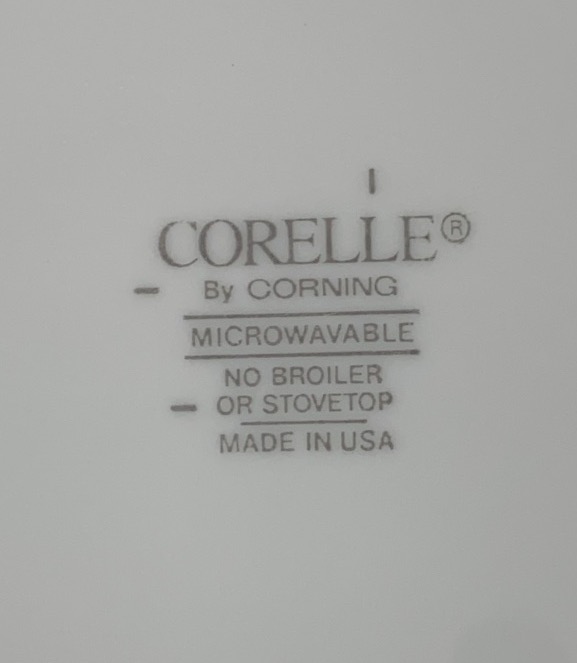 CORELLE®
By CORNING
MICROWAVABLE
NO BROILER
OR STOVETOP
MADE IN USA